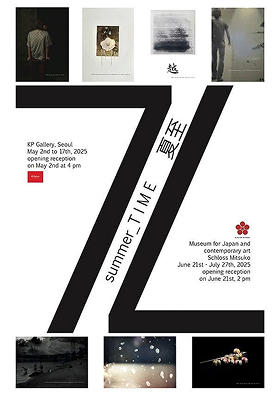 越
KP Gallery, Seoul
May 2nd to 17th, 2025
opening reception
on May 2nd at 4 pm
summer_TIME 夏至
Museum for Japan and
contemporary art
Schloss Mitsuko
June 21st - July 27th, 2025
opening reception
on June 21st, 2 pm